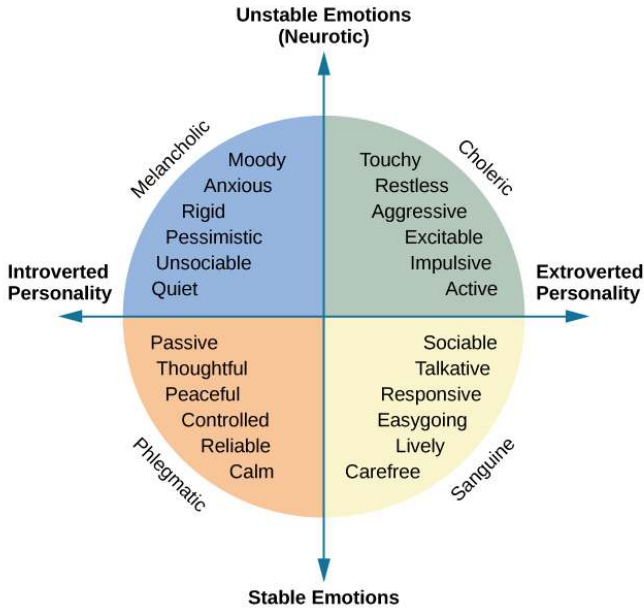 Unstable Emotions
(Neurotic)
Melancholic
Choleric
Moody
Anxious
Rigid
Pessimistic
Unsociable
Quiet
Touchy
Restless
Aggressive
Excitable
Impulsive
Active
Introverted
Personality
Extroverted
Personality
Passive
Thoughtful
Peaceful
Controlled
Reliable
Calm
Sociable
Talkative
Responsive
Easygoing
Lively
Carefree
Phlegmatic
Sanguine
Stable Emotions